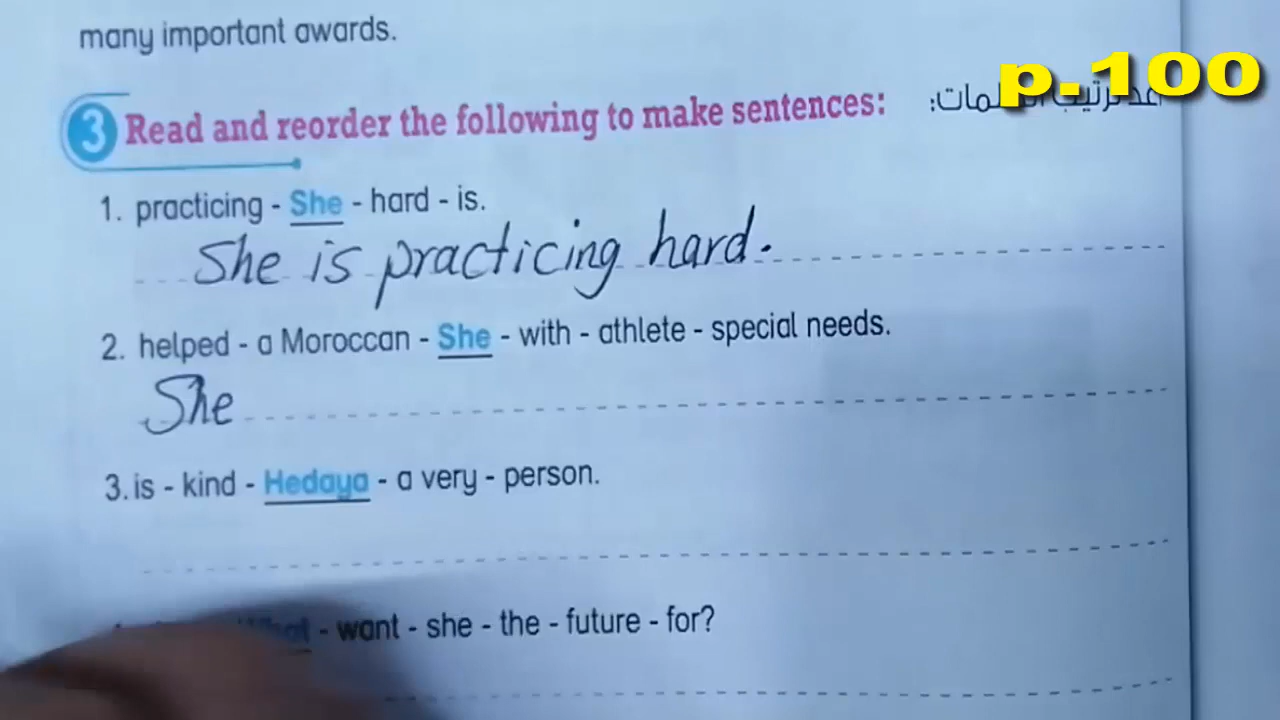 many important awards.
p.100
3 Read and reorder the following to make sentences:
1. practicing - She - hard - is.
She is practicing hard.
2. helped - a Moroccan - She - with - athlete - special needs.
She
3. is - kind - Hedaya - a very - person.
- want - she - the - future - for?